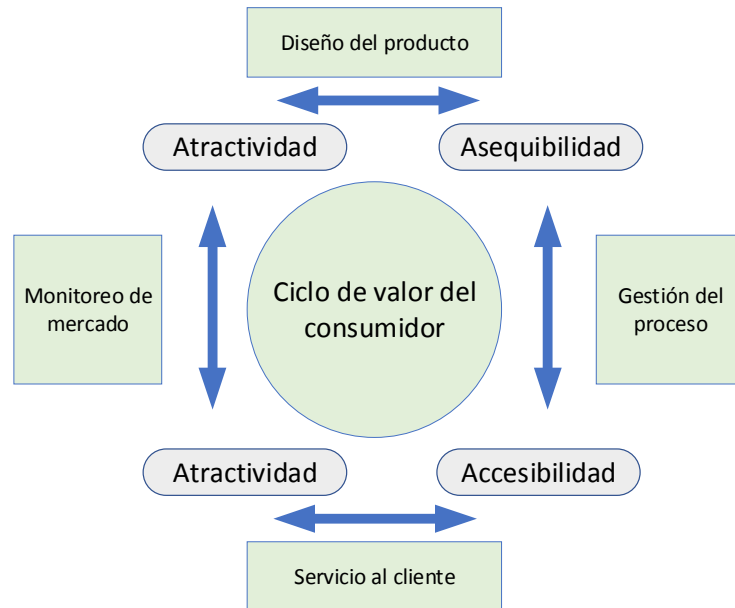 Diseño del producto
Atractividad
Asequibilidad
Monitoreo de
mercado
Ciclo de valor del
consumidor
Gestión del
proceso
Atractividad
Accesibilidad
Servicio al cliente